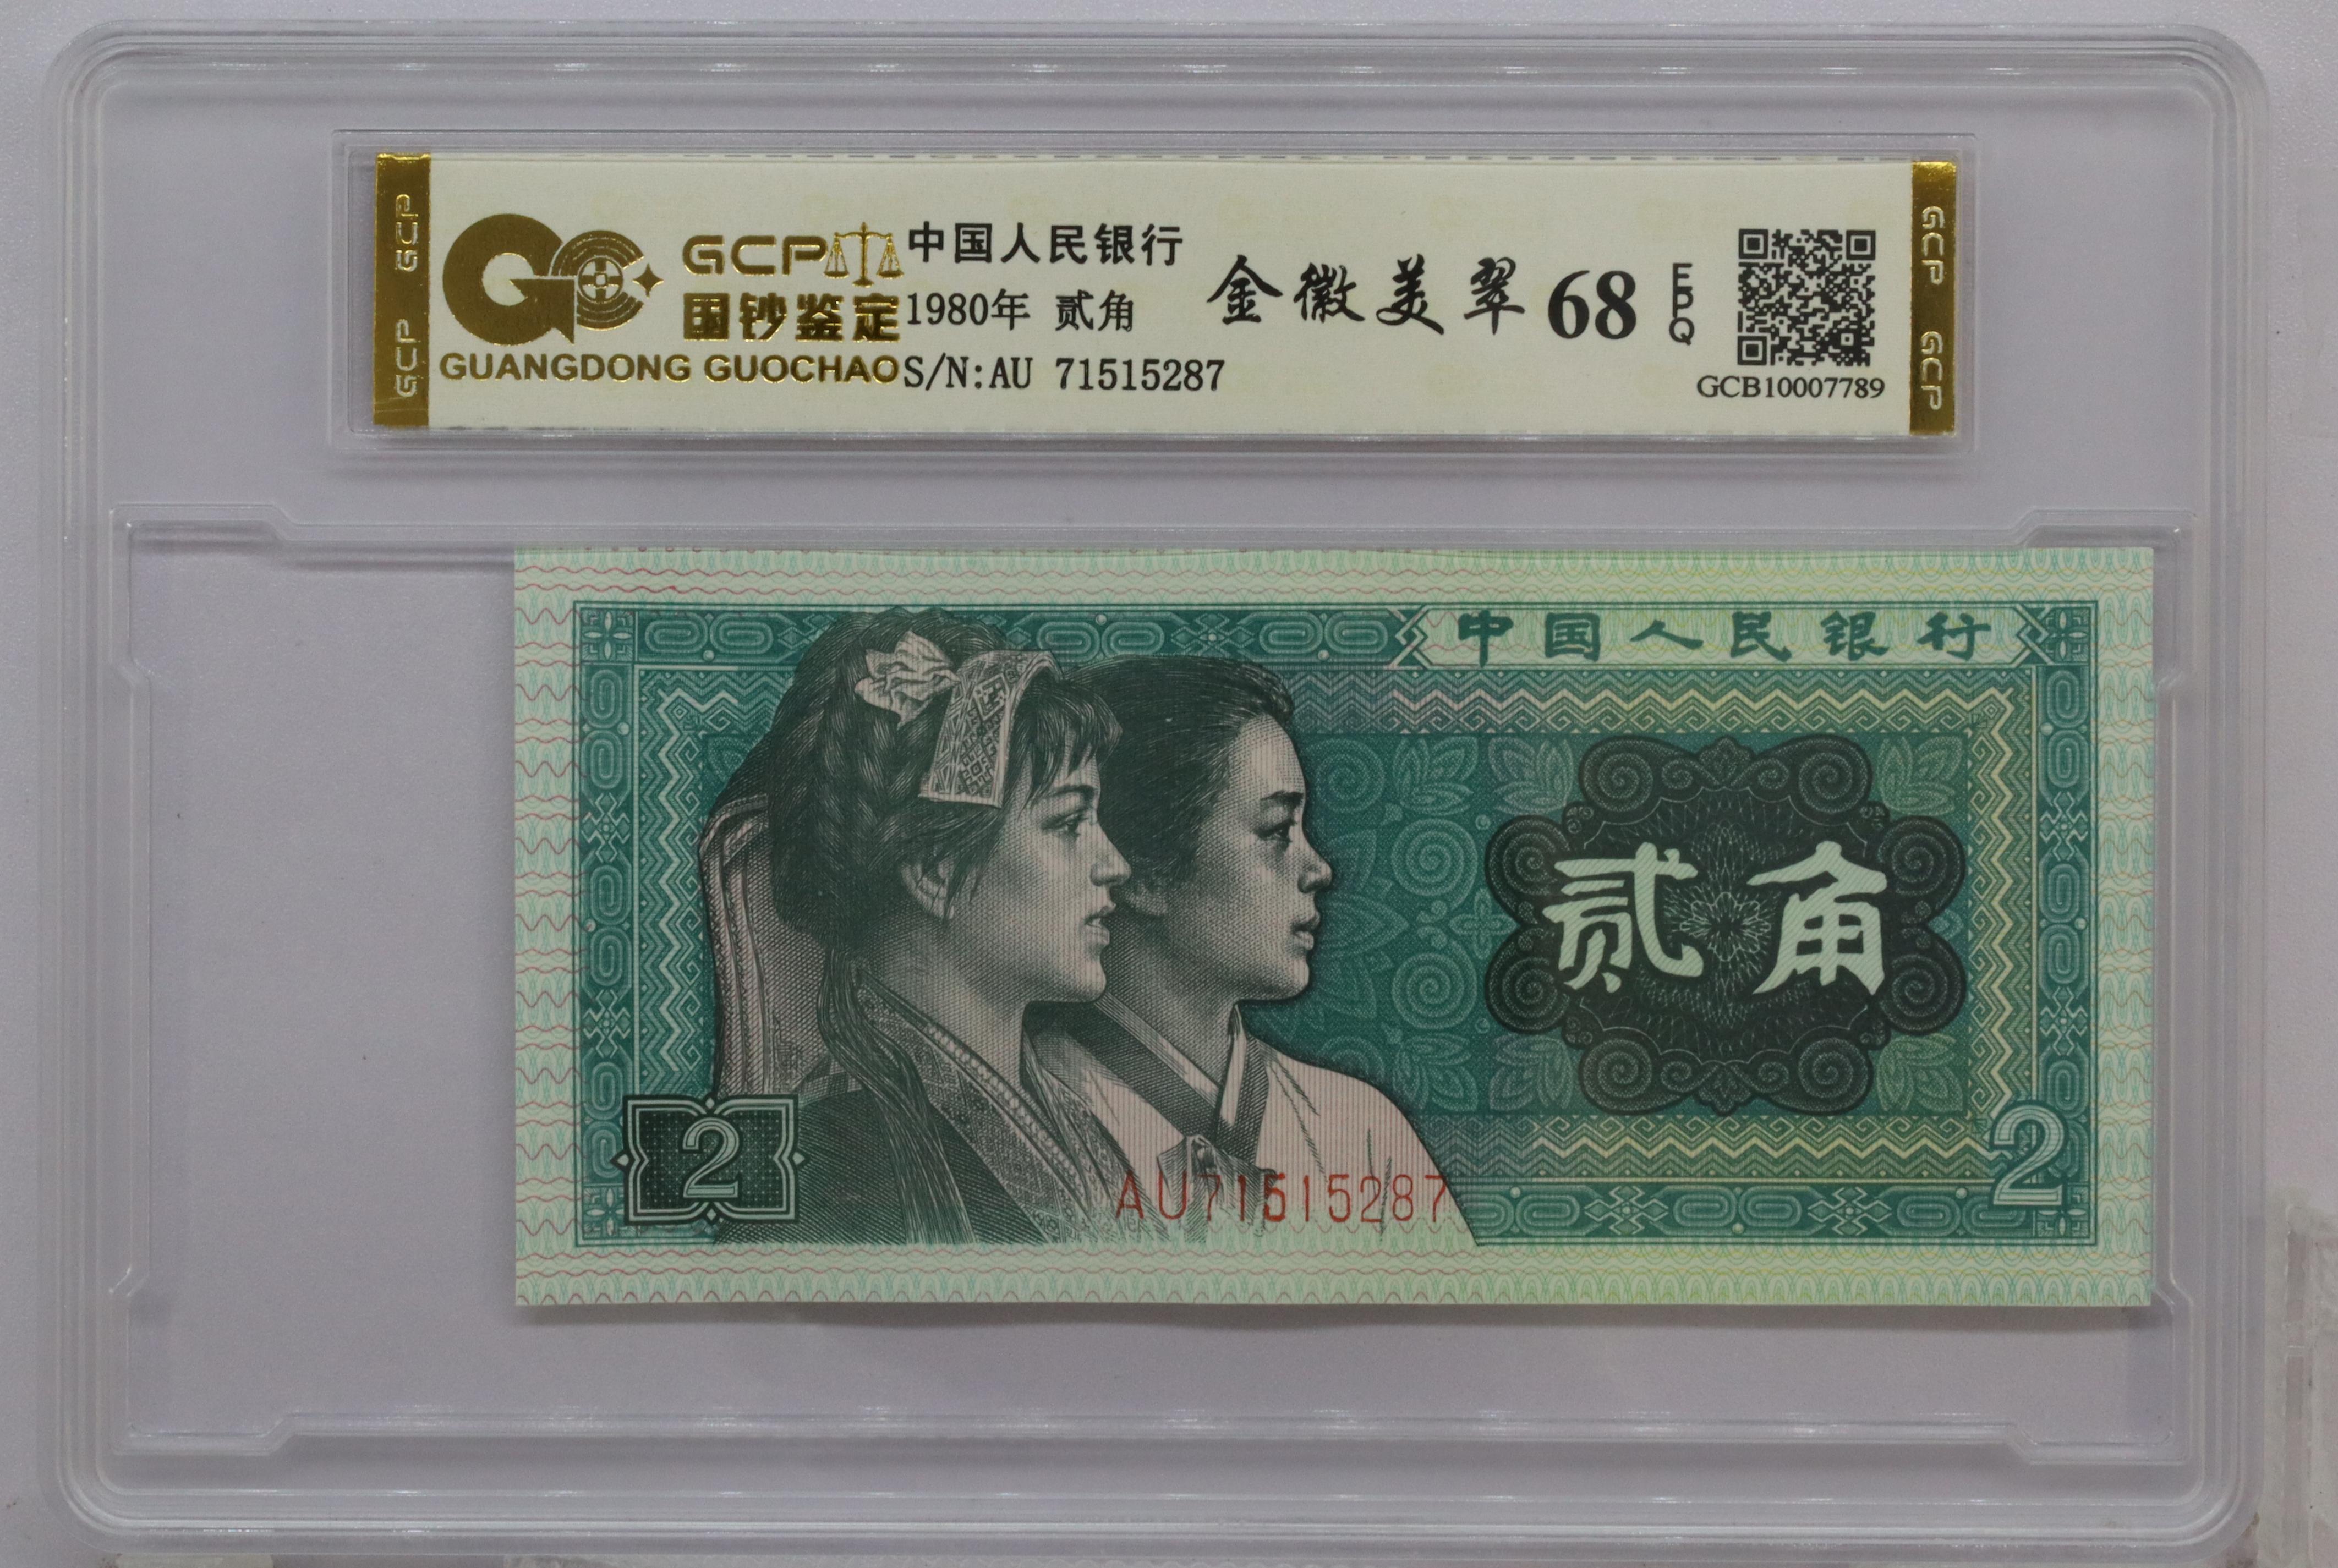 GCP
GCP
GCP
国钞鉴定
GUANGDONG GUOCHAO
中国人民银行
1980年 贰角
S/N:AU 71515287
金徽美翠 68 EPQ
GCB10007789
GCP
GCP
中国人民银行
贰角
2
2
AU71515287